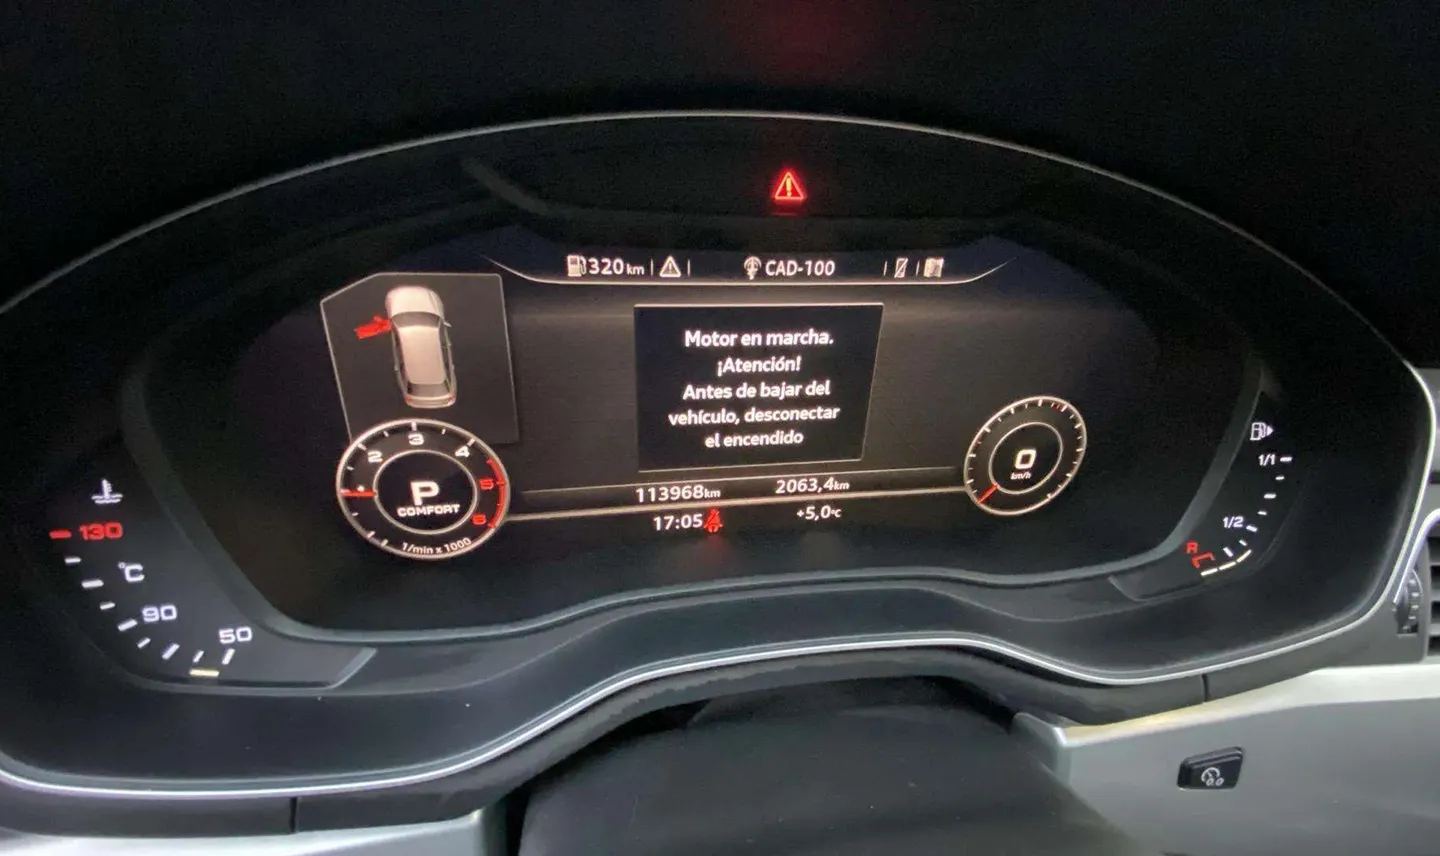 320 km
CAD-100
Motor en marcha.
¡Atención!
Antes de bajar del
vehículo, desconectar
el encendido
2
3
4
5
6
P
COMFORT
1/min x 1000
0
km/h
113968km
2063,4km
17:05
+5,0°C
130
°C
90
50
1/1
1/2
R